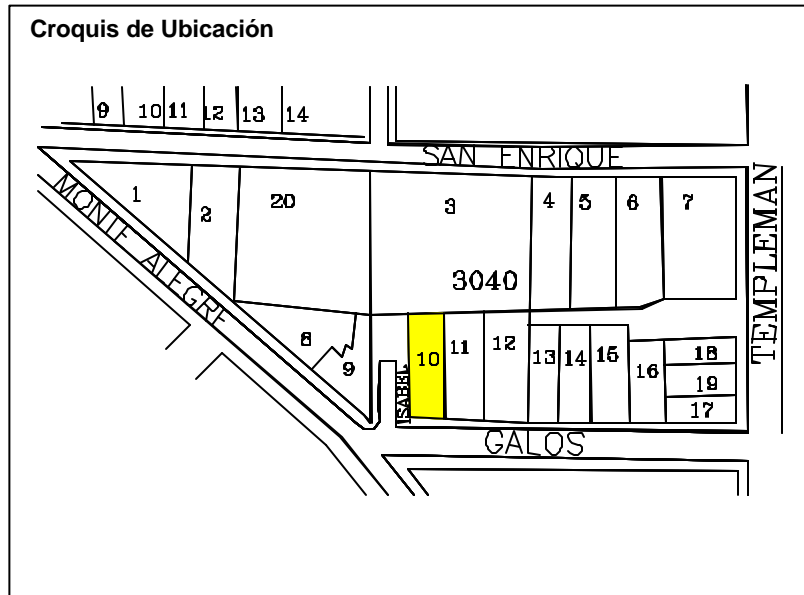 Croquis de Ubicación
9 10 11 12 13 14
SAN ENRIQUE
MONTE ALEGRE
TEMPLEMAN
1 2 20 3 4 5 6 7
3040
8 9 10 11 12 13 14 15 16 18
19
17
ISABEL
GALOS